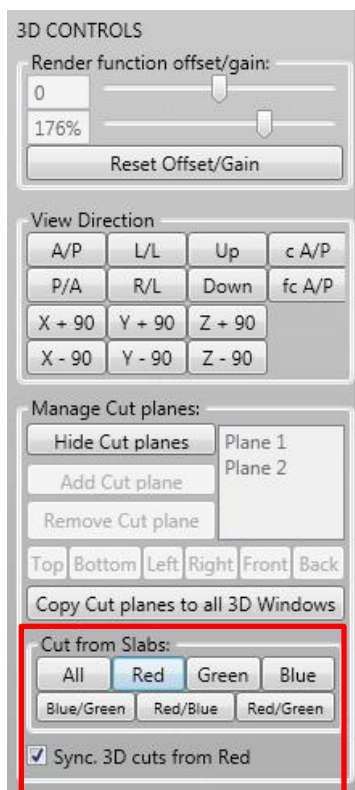 3D CONTROLS
Render function offset/gain:
0
176%
Reset Offset/Gain
View Direction
A/P L/L Up c A/P
P/A R/L Down fc A/P
X + 90 Y + 90 Z + 90
X - 90 Y - 90 Z - 90
Manage Cut planes:
Hide Cut planes Plane 1
Add Cut plane Plane 2
Remove Cut plane
Top Bottom Left Right Front Back
Copy Cut planes to all 3D Windows
Cut from Slabs:
All Red Green Blue
Blue/Green Red/Blue Red/Green
Sync. 3D cuts from Red